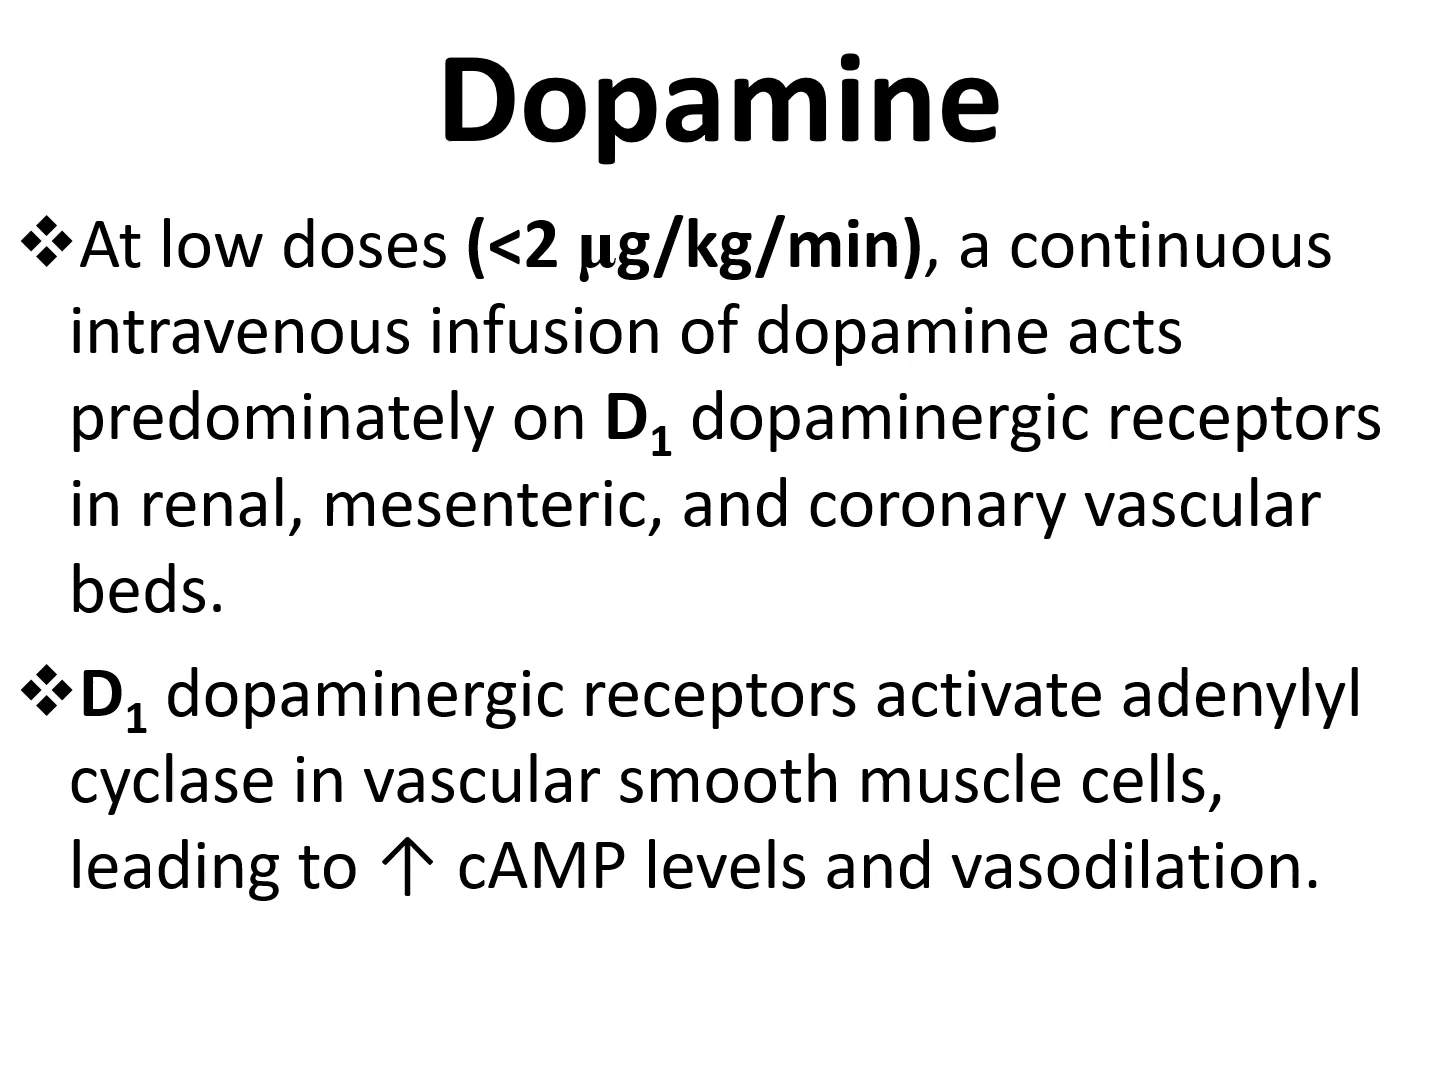 Dopamine
❖At low doses (<2 μg/kg/min), a continuous
intravenous infusion of dopamine acts
predominately on D₁ dopaminergic receptors
in renal, mesenteric, and coronary vascular
beds.
❖D₁ dopaminergic receptors activate adenylyl
cyclase in vascular smooth muscle cells,
leading to ↑ cAMP levels and vasodilation.